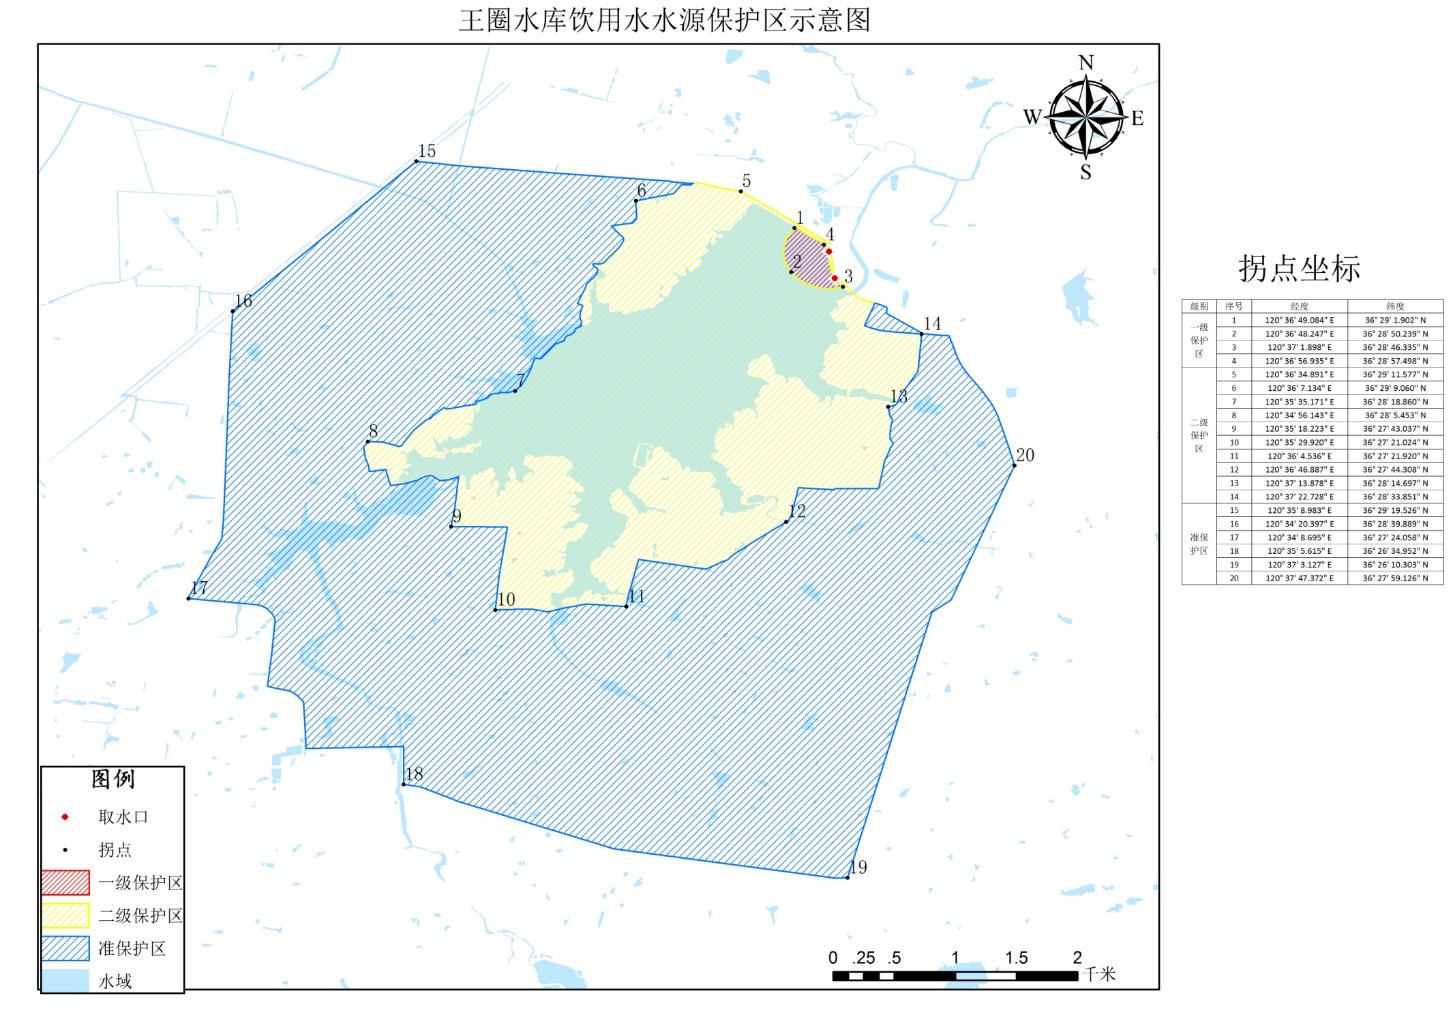 王圈水库饮用水水源保护区示意图
N
W E
S
15
5
6
1
4
2
3
16
14
7
13
8
20
9
12
17
10
11
18
19
图例
取水口
拐点
一级保护区
二级保护区
准保护区
水域
0 .25 .5 1 1.5 2
千米
拐点坐标
级别 序号 经度 纬度
一级保护区
1 120° 36' 49.084" E 36° 29' 1.902" N
2 120° 36' 48.247" E 36° 28' 50.239" N
3 120° 37' 1.898" E 36° 28' 46.335" N
4 120° 36' 56.935" E 36° 28' 57.498" N
二级保护区
5 120° 36' 34.891" E 36° 29' 11.577" N
6 120° 36' 7.134" E 36° 29' 9.060" N
7 120° 35' 35.171" E 36° 28' 18.860" N
8 120° 34' 56.143" E 36° 28' 5.453" N
9 120° 35' 18.223" E 36° 27' 43.037" N
10 120° 35' 29.920" E 36° 27' 21.024" N
11 120° 36' 4.536" E 36° 27' 21.920" N
12 120° 36' 46.887" E 36° 27' 44.308" N
13 120° 37' 13.878" E 36° 28' 14.697" N
14 120° 37' 22.728" E 36° 28' 33.851" N
准保护区
15 120° 35' 8.983" E 36° 29' 19.526" N
16 120° 34' 20.397" E 36° 28' 39.889" N
17 120° 34' 8.695" E 36° 27' 24.058" N
18 120° 35' 5.615" E 36° 26' 34.952" N
19 120° 37' 3.127" E 36° 26' 10.303" N
20 120° 37' 47.372" E 36° 27' 59.126" N